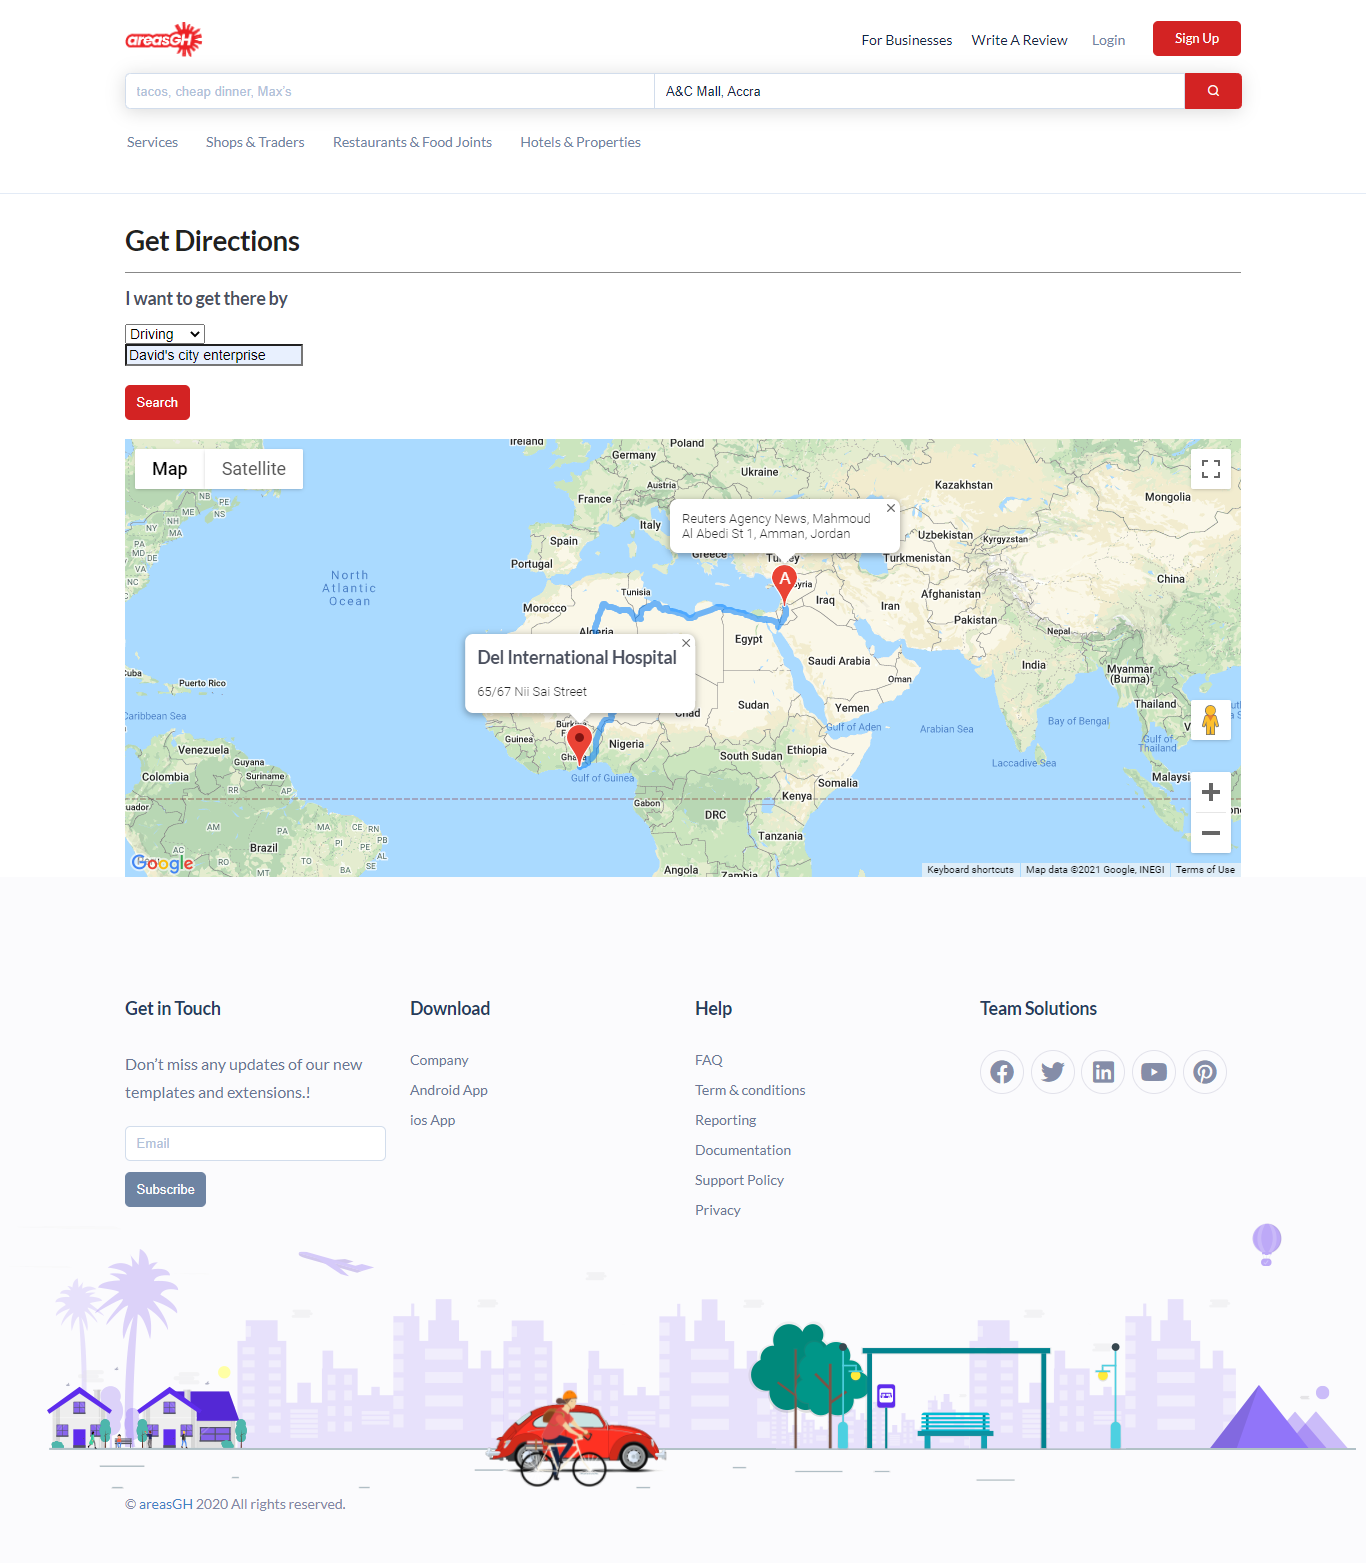 areasGH
For Businesses
Write A Review
Login
Sign Up
tacos, cheap dinner, Max's
A&C Mall, Accra
Services
Shops & Traders
Restaurants & Food Joints
Hotels & Properties
Get Directions
I want to get there by
Driving
David's city enterprise
Search
Map
Satellite
Ireland
Poland
Germany
Ukraine
Austria
France
Kazakhstan
Mongolia
Italy
Spain
Portugal
Greece
Turkey
Uzbekistan
Kyrgyzstan
Turkmenistan
China
Reuters Agency News, Mahmoud
Al Abedi St 1, Amman, Jordan
A
Syria
Iraq
Iran
Afghanistan
Pakistan
Nepal
North
Atlantic
Ocean
NB
PE
ME
NS
NY
NH
MA
PA
MD
DE
VA
NC
Tunisia
Morocco
Algeria
Egypt
Del International Hospital
65/67 Nii Sai Street
Saudi Arabia
Oman
India
Myanmar
(Burma)
Puerto Rico
Caribbean Sea
Chad
Sudan
Yemen
Gulf of Aden
Arabian Sea
Bay of Bengal
Thailand
Gulf of
Thailand
Laccadive Sea
Guinea
Ghana
Nigeria
Gulf of Guinea
South Sudan
Ethiopia
Somalia
Venezuela
Guyana
Suriname
Colombia
RR
AP
Malaysia
Kenya
Gabon
DRC
Tanzania
AM
PA
MA
CE
RN
PB
PI
PE
AL
TO
SE
BA
AC
RO
Brazil
Angola
Zambia
Google
Keyboard shortcuts
Map data ©2021 Google, INEGI
Terms of Use
Get in Touch
Don't miss any updates of our new
templates and extensions.!
Email
Subscribe
Download
Company
Android App
ios App
Help
FAQ
Term & conditions
Reporting
Documentation
Support Policy
Privacy
Team Solutions
© areasGH 2020 All rights reserved.